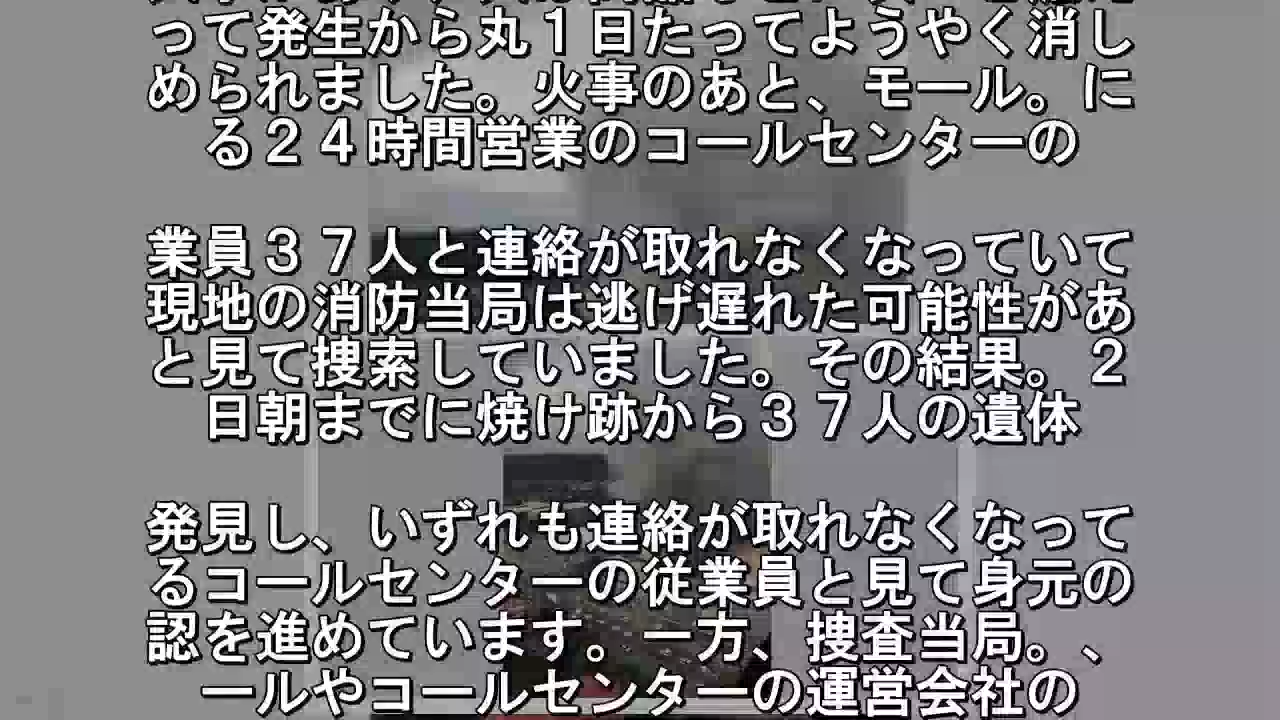 って発生から丸１日たってようやく消し
められました。火事のあと、モール。に
る２４時間営業のコールセンターの
業員３７人と連絡が取れなくなっていて
現地の消防当局は逃げ遅れた可能性があ
と見て捜索していました。その結果。２
日朝までに焼け跡から３７人の遺体
発見し、いずれも連絡が取れなくなって
るコールセンターの従業員と見て身元の
認を進めています。一方、捜査当局。、
ールやコールセンターの運営会社の